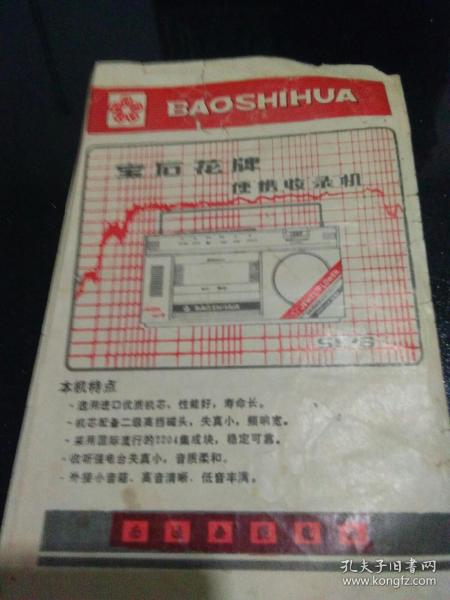 BAOSHIHUA
宝石花牌
便携收录机
BAOSHIHUA
JEWELFLOWER
本机特点
~选用进口优质机芯，性能好，寿命长。
~机芯配备二级高挡磁头，失真小，频响宽。
~采用国际流行的2204集成块，稳定可靠。
~收听强电台失真小，音质柔和。
~外接小音箱、高音清晰、低音丰满。
孔夫子旧书网
www.kongfz.com